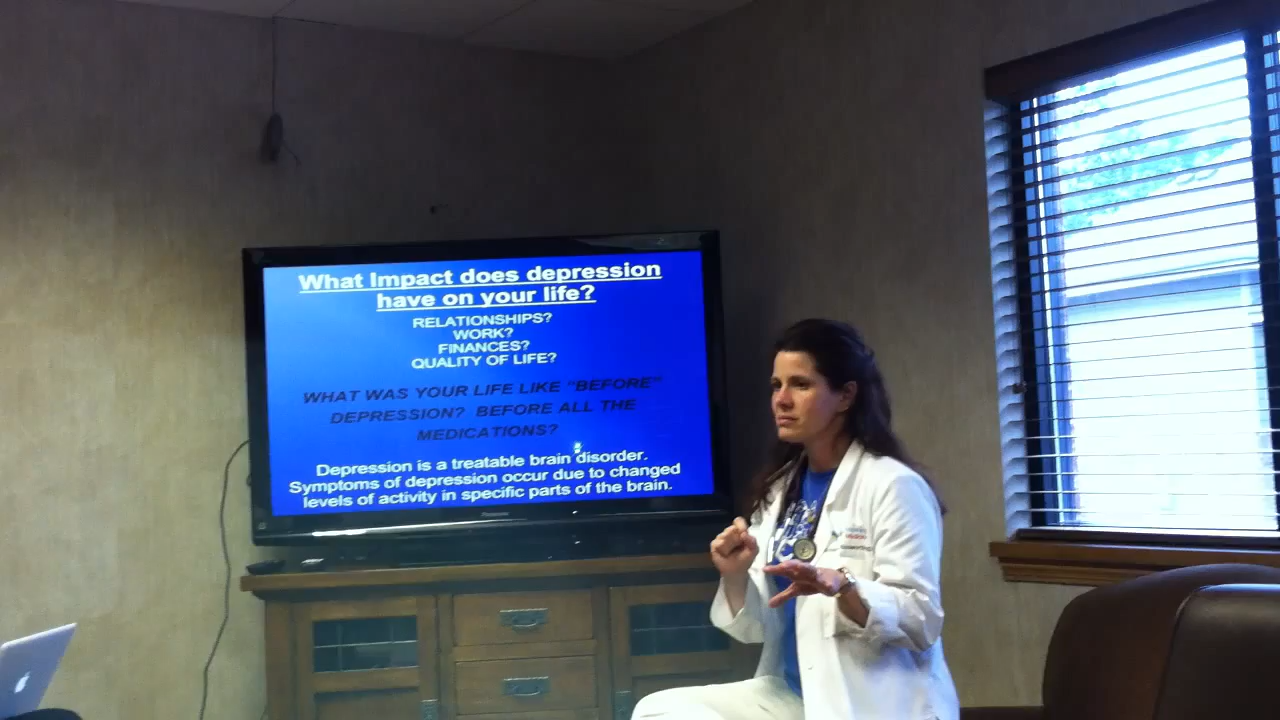 What Impact does depression
have on your life?
RELATIONSHIPS?
WORK?
FINANCES?
QUALITY OF LIFE?
WHAT WAS YOUR LIFE LIKE "BEFORE"
DEPRESSION? BEFORE ALL THE
MEDICATIONS?
Depression is a treatable brain disorder.
Symptoms of depression occur due to changed
levels of activity in specific parts of the brain.
Panasonic